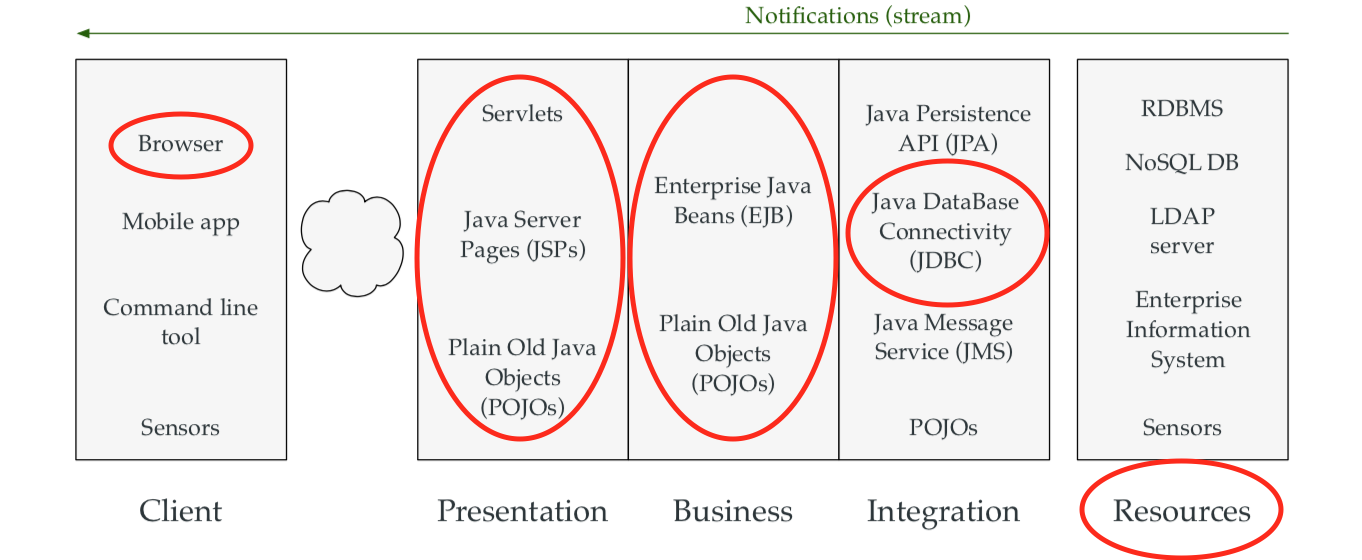 Notifications (stream)
Browser
Mobile app
Command line
tool
Sensors
Client
Servlets
Java Server
Pages (JSPs)
Plain Old Java
Objects
(POJOs)
Presentation
Enterprise Java
Beans (EJB)
Plain Old Java
Objects
(POJOs)
Business
Java Persistence
API (JPA)
Java DataBase
Connectivity
(JDBC)
Java Message
Service (JMS)
POJOs
Integration
RDBMS
NoSQL DB
LDAP
server
Enterprise
Information
System
Sensors
Resources